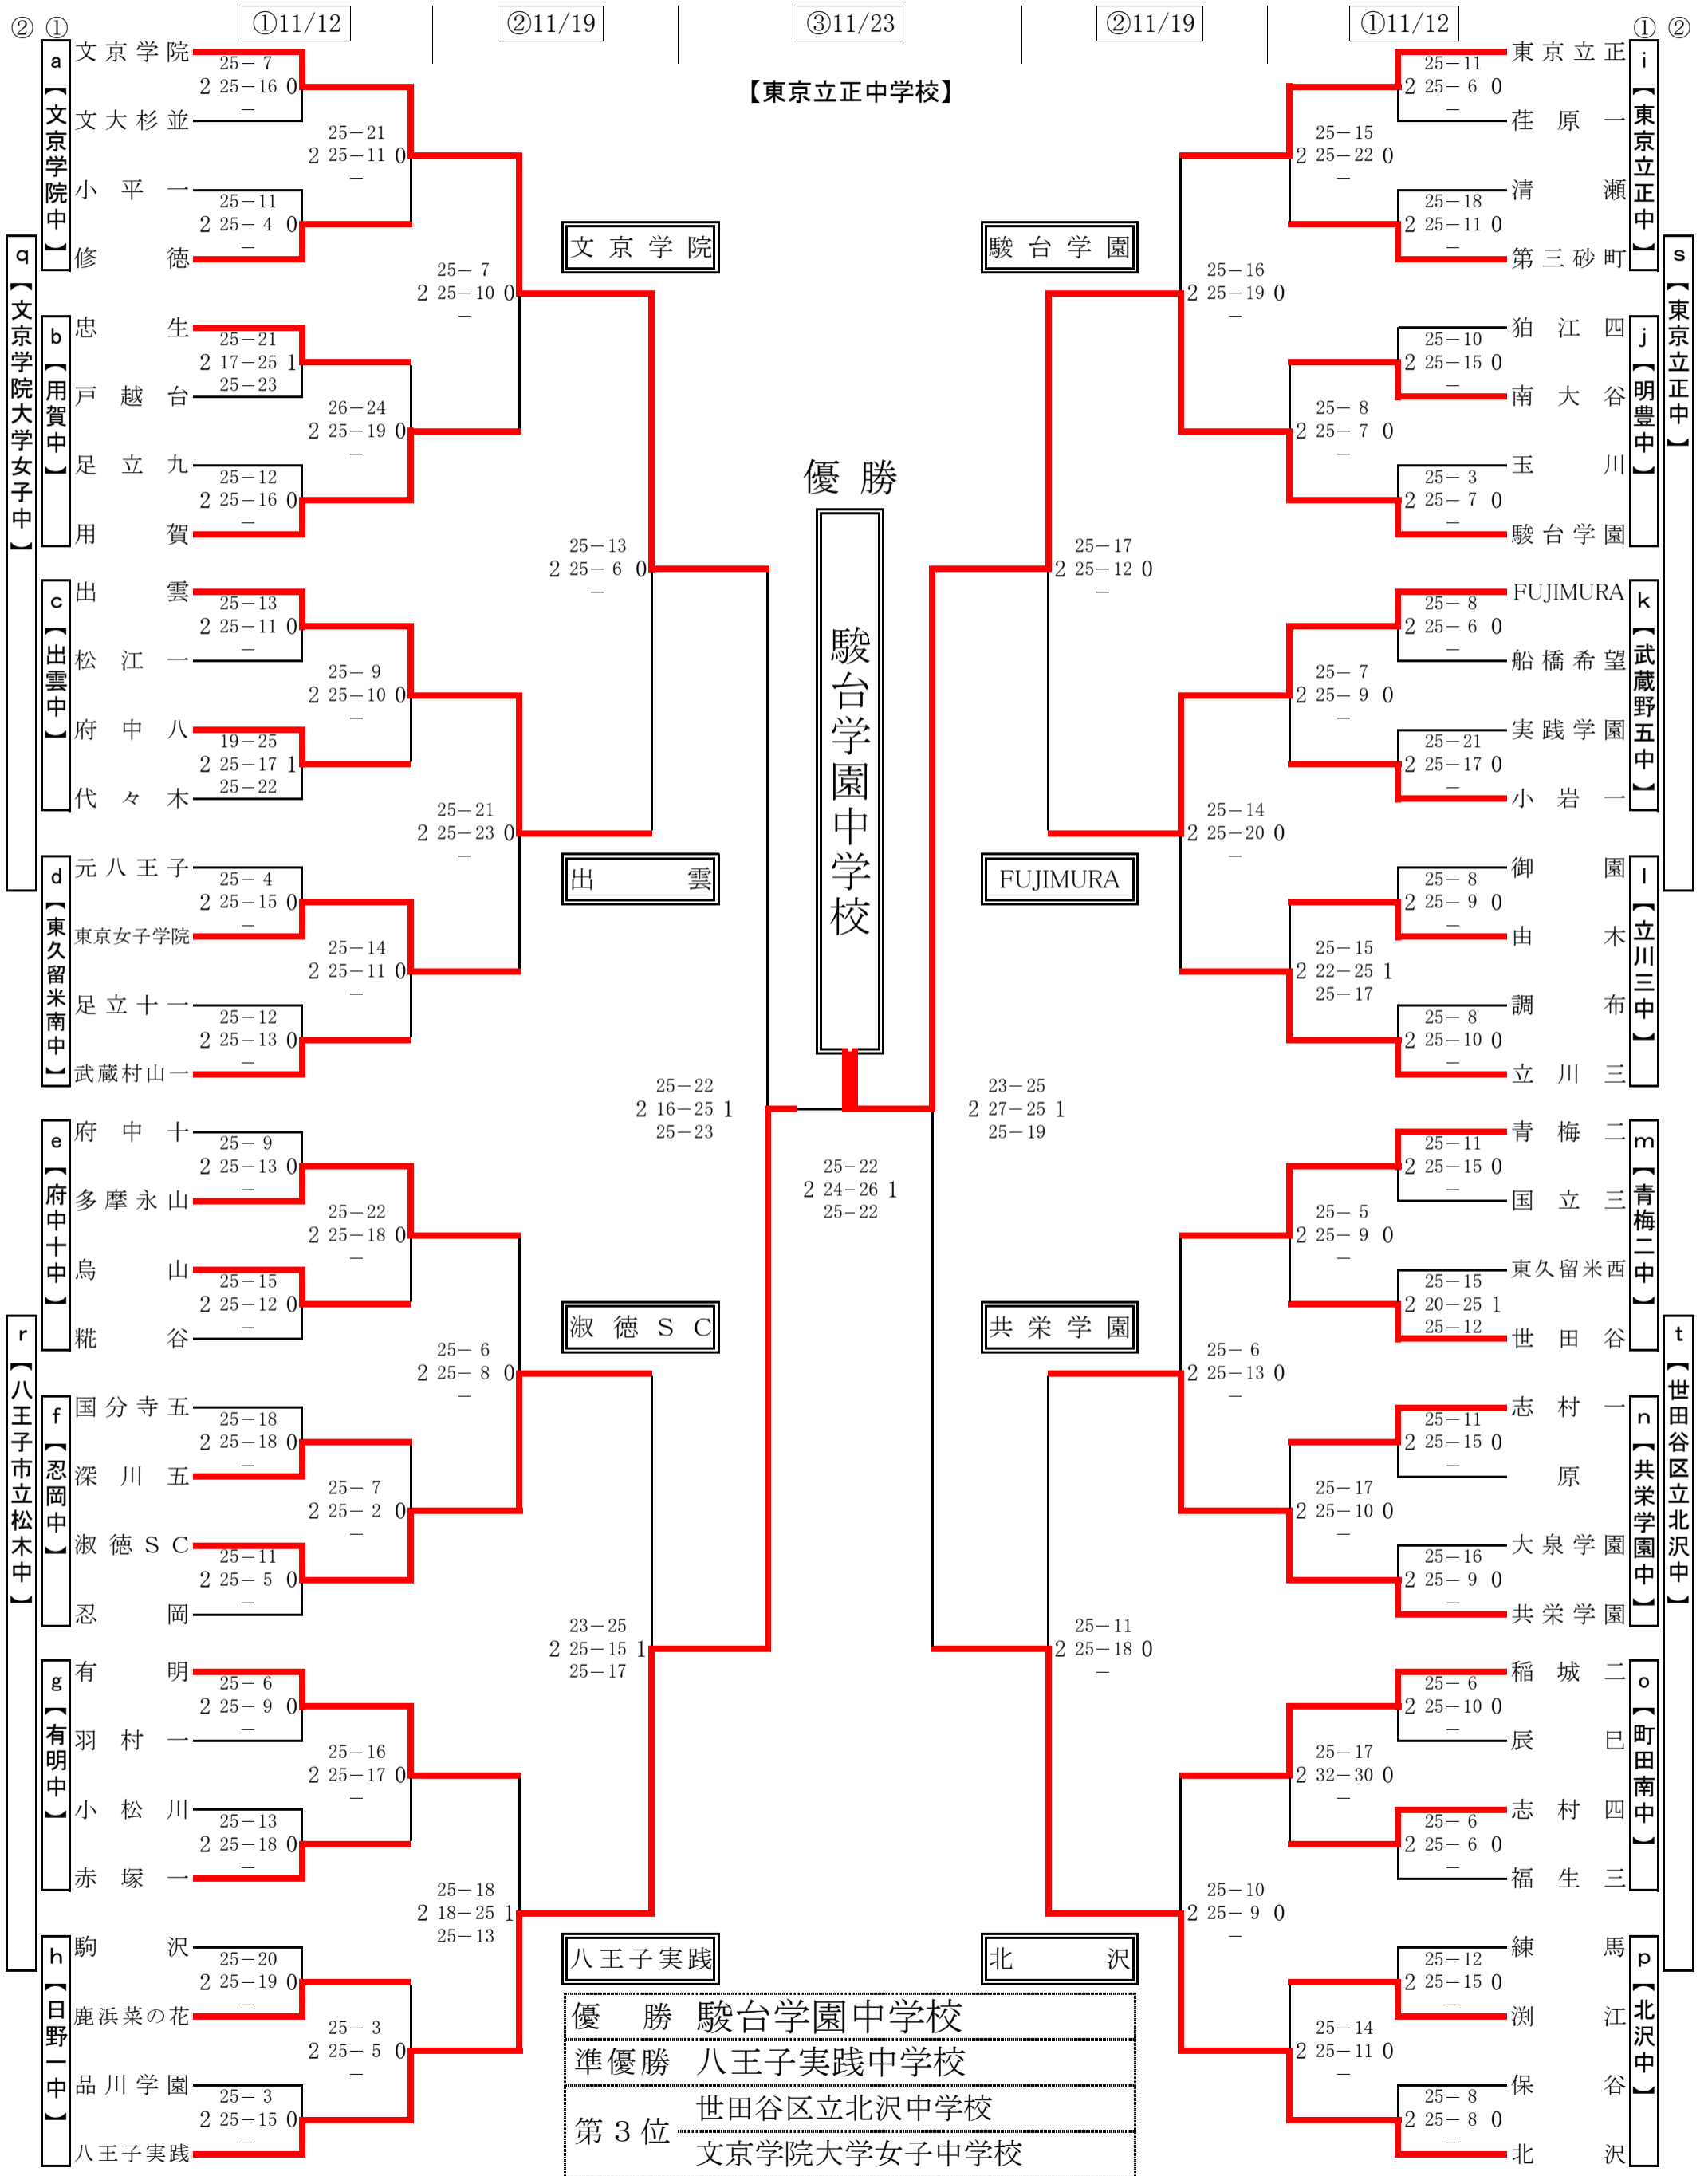 ② ① ①11/12 ②11/19 ③11/23 ②11/19 ①11/12 ① ②
【東京立正中学校】
q【文京学院大学女子中】
a【文京学院中】
文京学院
25－7
2 25－16 0
－
文大杉並
25－21
2 25－11 0
－
小平一
25－11
2 25－4 0
－
修徳
25－7
2 25－10 0
－
b【用賀中】
忠生
25－21
2 17－25 1
25－23
戸越台
26－24
2 25－19 0
－
足立九
25－12
2 25－16 0
－
用賀
文京学院
25－13
2 25－6 0
－
c【出雲中】
出雲
25－13
2 25－11 0
－
松江一
25－9
2 25－10 0
－
府中八
19－25
2 25－17 1
25－22
代々木
25－21
2 25－23 0
－
d【東久留米南中】
元八王子
25－4
2 25－15 0
－
東京女子学院
25－14
2 25－11 0
－
足立十一
25－12
2 25－13 0
－
武蔵村山一
出雲
25－22
2 16－25 1
25－23
r【八王子市立松木中】
e【府中十中】
府中十
25－9
2 25－13 0
－
多摩永山
25－22
2 25－18 0
－
烏山
25－15
2 25－12 0
－
糀谷
25－6
2 25－8 0
－
f【忍岡中】
国分寺五
25－18
2 25－18 0
－
深川五
25－7
2 25－2 0
－
淑徳SC
25－11
2 25－5 0
－
忍岡
淑徳SC
23－25
2 25－15 1
25－17
g【有明中】
有明
25－6
2 25－9 0
－
羽村一
25－16
2 25－17 0
－
小松川
25－13
2 25－18 0
－
赤塚一
25－18
2 18－25 1
25－13
h【日野一中】
駒沢
25－20
2 25－19 0
－
鹿浜菜の花
25－3
2 25－5 0
－
品川学園
25－3
2 25－15 0
－
八王子実践
八王子実践
優勝
駿台学園中学校
25－22
2 24－26 1
25－22
s【東京立正中】
i【東京立正中】
東京立正
25－11
2 25－6 0
－
荏原一
25－15
2 25－22 0
－
清瀬
25－18
2 25－11 0
－
第三砂町
駿台学園
25－16
2 25－19 0
－
j【明豊中】
狛江四
25－10
2 25－15 0
－
南大谷
25－8
2 25－7 0
－
玉川
25－3
2 25－7 0
－
駿台学園
25－17
2 25－12 0
－
k【武蔵野五中】
FUJIMURA
25－8
2 25－6 0
－
船橋希望
25－7
2 25－9 0
－
実践学園
25－21
2 25－17 0
－
小岩一
25－14
2 25－20 0
－
FUJIMURA
l【立川三中】
御園
25－8
2 25－9 0
－
由木
25－15
2 22－25 1
25－17
調布
25－8
2 25－10 0
－
立川三
23－25
2 27－25 1
25－19
t【世田谷区立北沢中】
m【青梅二中】
青梅二
25－11
2 25－15 0
－
国立三
25－5
2 25－9 0
－
東久留米西
25－15
2 20－25 1
25－12
世田谷
共栄学園
25－6
2 25－13 0
－
n【共栄学園中】
志村一
25－11
2 25－15 0
－
原
25－17
2 25－10 0
－
大泉学園
25－16
2 25－9 0
－
共栄学園
25－11
2 25－18 0
－
o【町田南中】
稲城二
25－6
2 25－10 0
－
辰巳
25－17
2 32－30 0
－
志村四
25－6
2 25－6 0
－
福生三
25－10
2 25－9 0
－
北沢
p【北沢中】
練馬
25－12
2 25－15 0
－
渕江
25－14
2 25－11 0
－
保谷
25－8
2 25－8 0
－
北沢
優勝 駿台学園中学校
準優勝 八王子実践中学校
第3位 世田谷区立北沢中学校
文京学院大学女子中学校